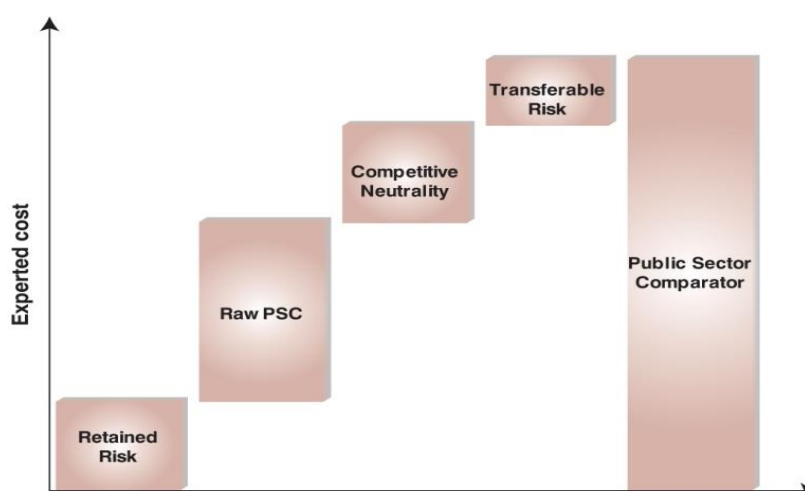 Experted cost
Retained
Risk
Raw PSC
Competitive
Neutrality
Transferable
Risk
Public Sector
Comparator